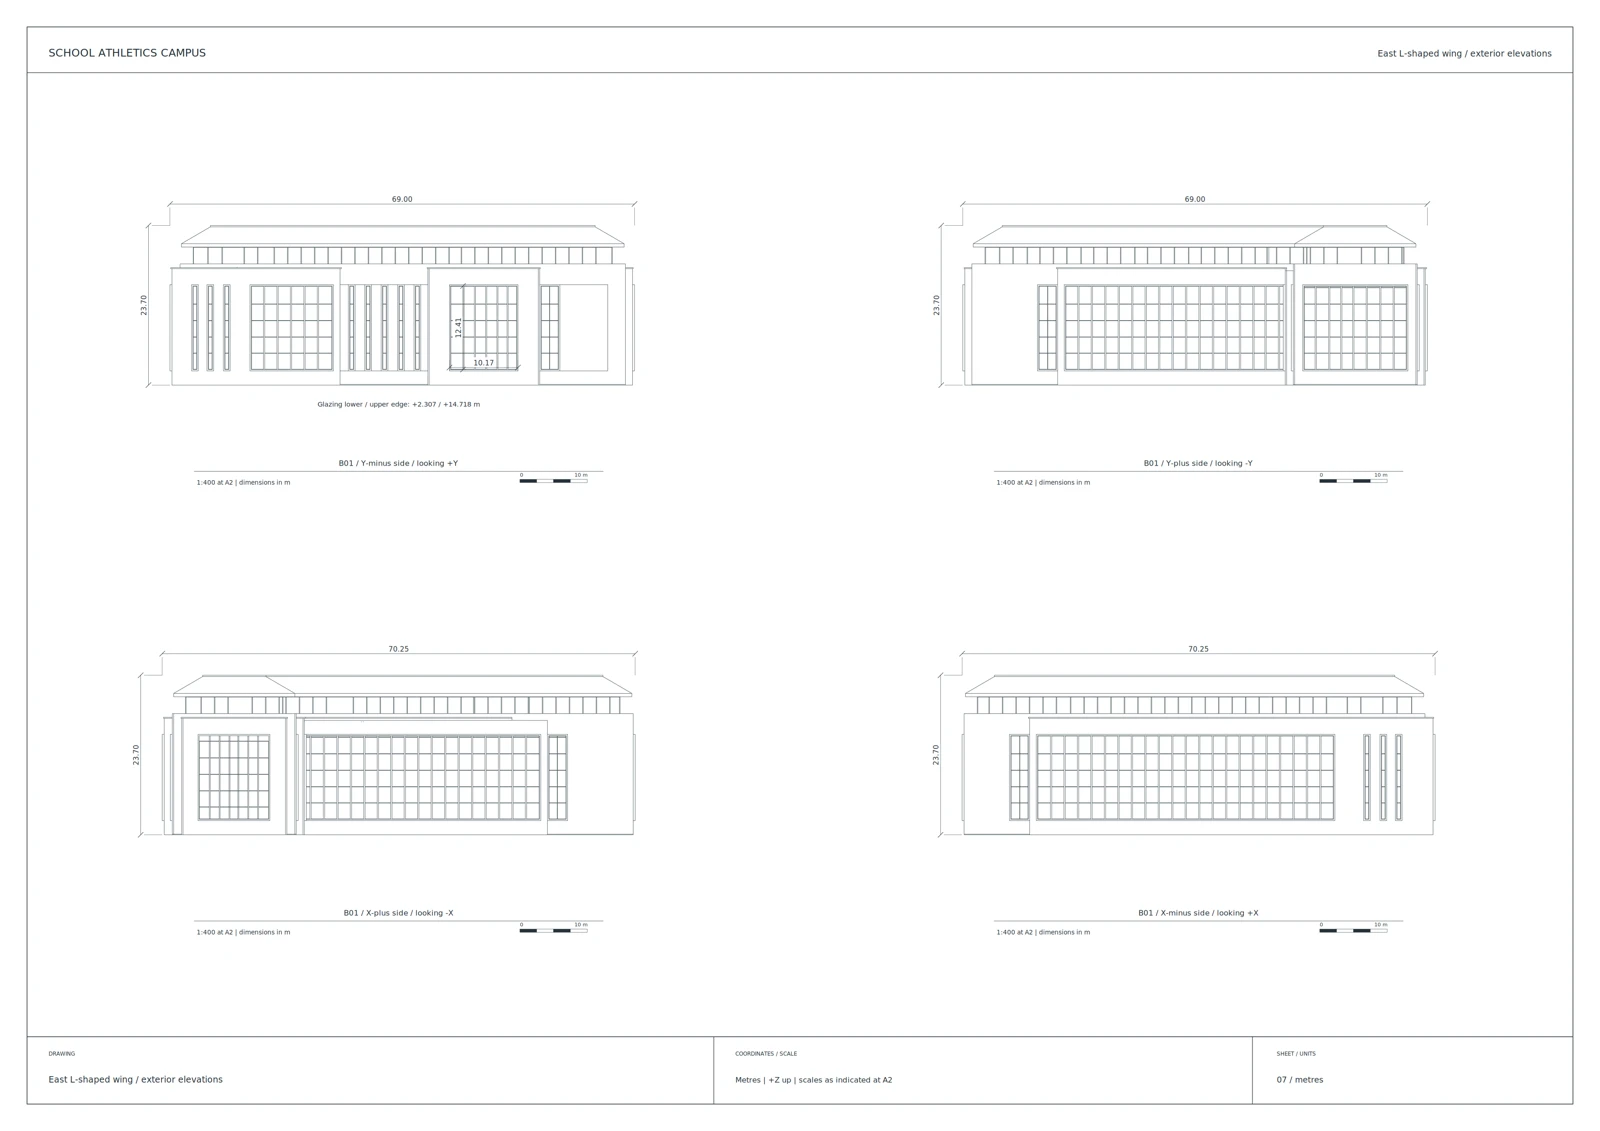 SCHOOL ATHLETICS CAMPUS
East L-shaped wing / exterior elevations
69.00
23.70
12.41
10.17
Glazing lower / upper edge: +2.307 / +14.718 m
B01 / Y-minus side / looking +Y
1:400 at A2 | dimensions in m
0 10 m
69.00
23.70
B01 / Y-plus side / looking -Y
1:400 at A2 | dimensions in m
0 10 m
70.25
23.70
B01 / X-plus side / looking -X
1:400 at A2 | dimensions in m
0 10 m
70.25
23.70
B01 / X-minus side / looking +X
1:400 at A2 | dimensions in m
0 10 m
DRAWING
East L-shaped wing / exterior elevations
COORDINATES / SCALE
Metres | +Z up | scales as indicated at A2
SHEET / UNITS
07 / metres